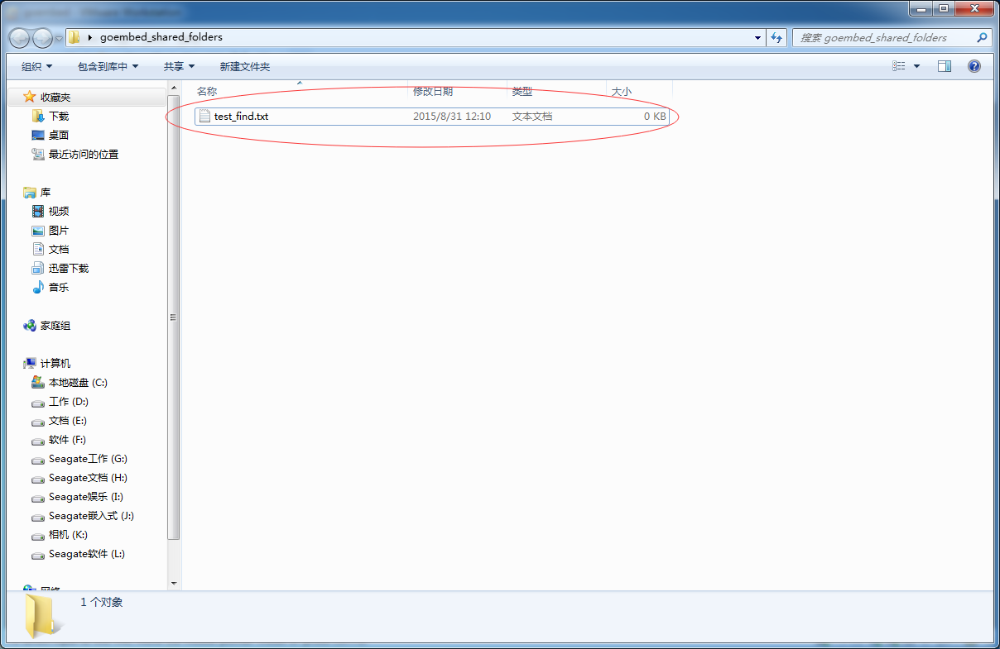 goembed_shared_folders
搜索 goembed_shared_folders
组织 包含到库中 共享 新建文件夹
收藏夹
下载
桌面
最近访问的位置
库
视频
图片
文档
迅雷下载
音乐
家庭组
计算机
本地磁盘 (C:)
工作 (D:)
文档 (E:)
软件 (F:)
Seagate工作 (G:)
Seagate文档 (H:)
Seagate娱乐 (I:)
Seagate嵌入式 (J:)
相机 (K:)
Seagate软件 (L:)
网络
名称 修改日期 类型 大小
test_find.txt 2015/8/31 12:10 文本文档 0 KB
1 个对象